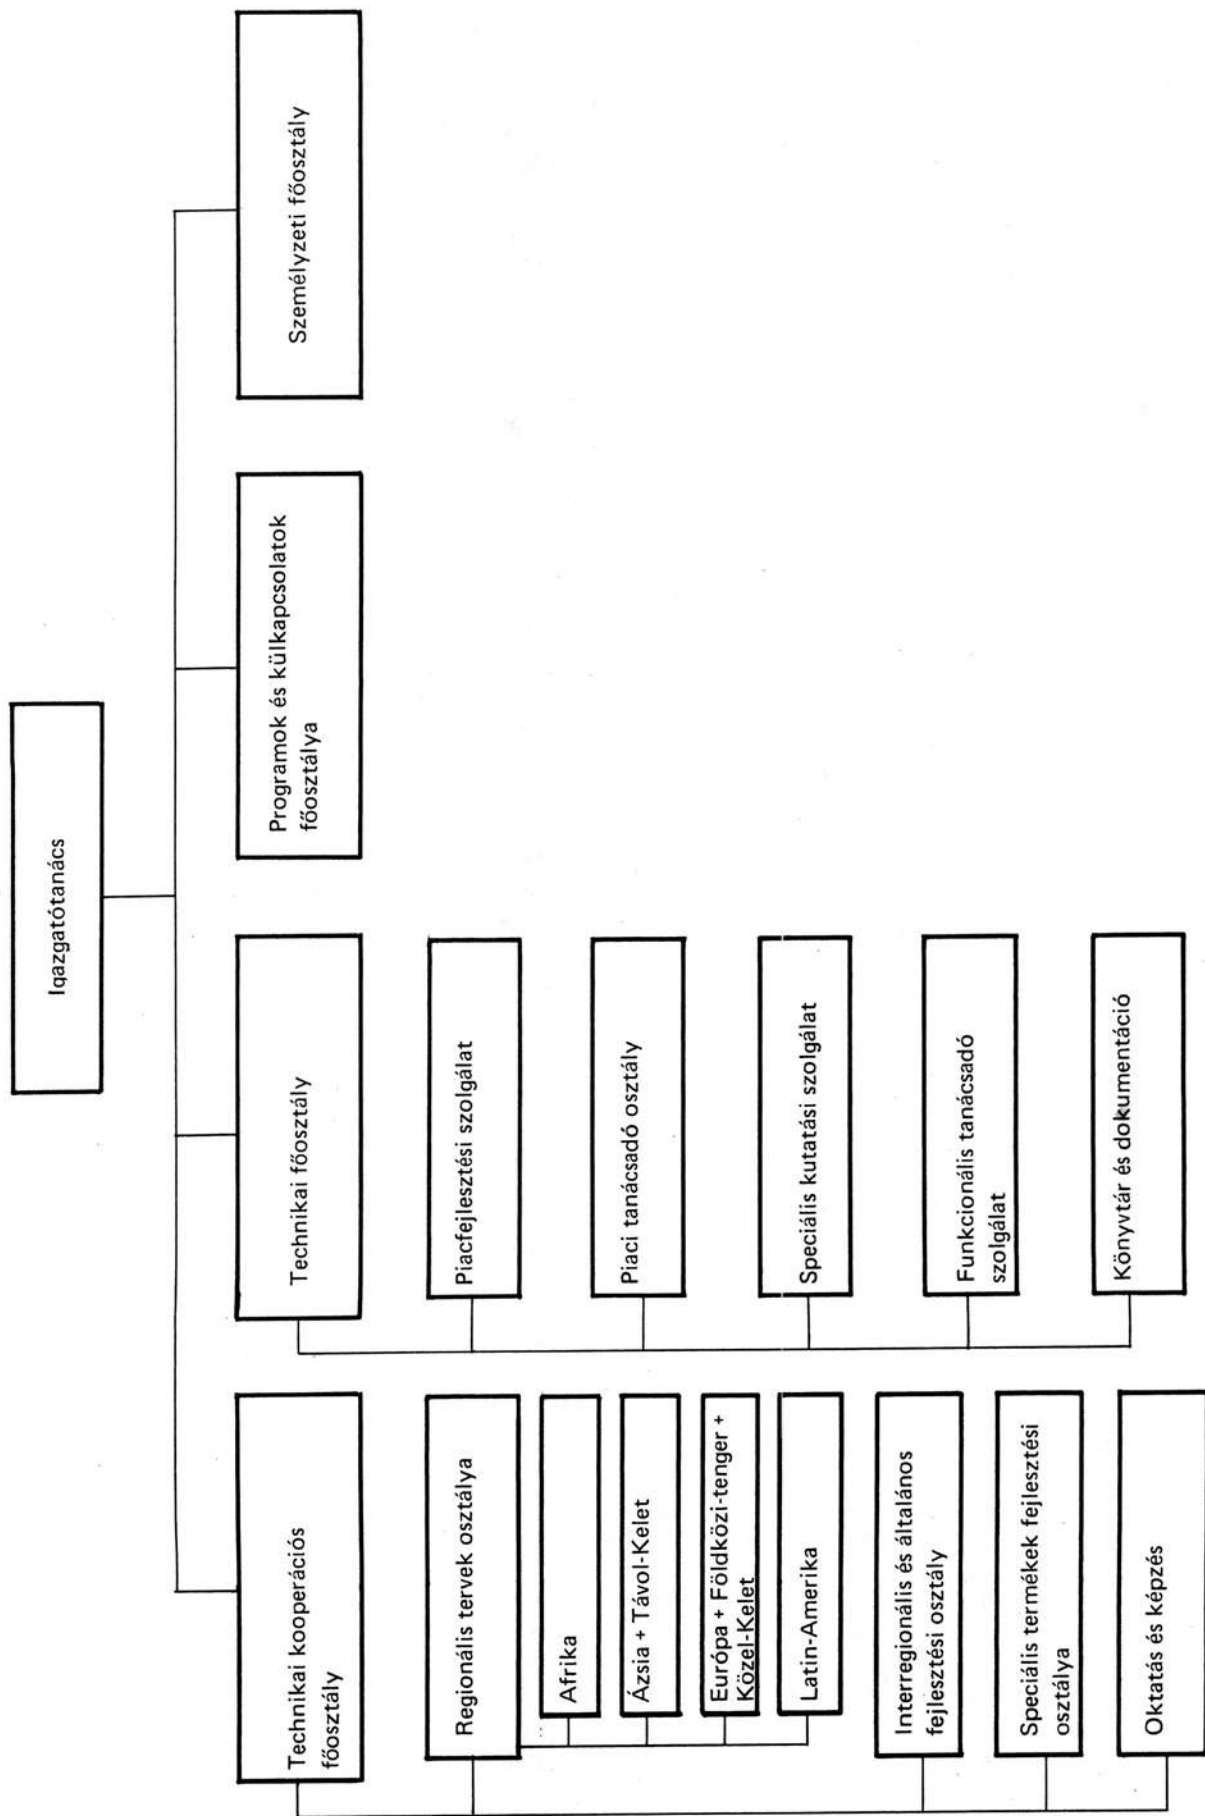 Igazgatótanács
Technikai kooperációs
főosztály
Technikai főosztály
Programok és külkapcsolatok
főosztálya
Személyzeti főosztály
Regionális tervek osztálya
Afrika
Ázsia + Távol-Kelet
Európa + Földközi-tenger +
Közel-Kelet
Latin-Amerika
Interregionális és általános
fejlesztési osztály
Speciális termékek fejlesztési
osztálya
Oktatás és képzés
Piacfejlesztési szolgálat
Piaci tanácsadó osztály
Speciális kutatási szolgálat
Funkcionális tanácsadó
szolgálat
Könyvtár és dokumentáció